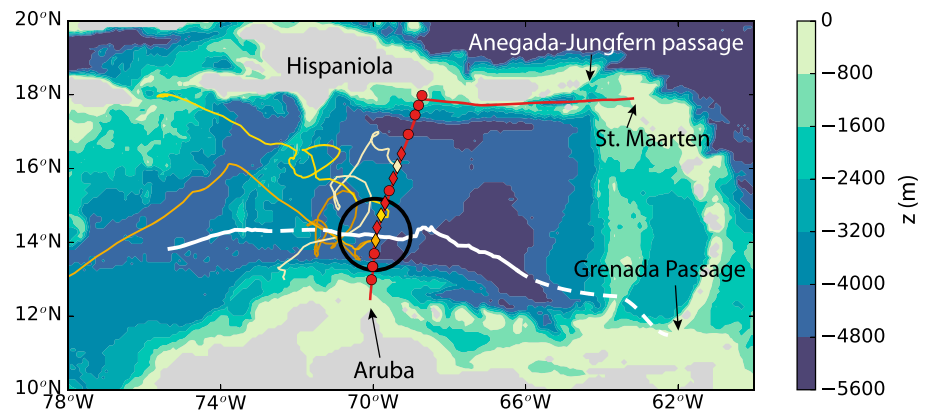 20°N
18°N
16°N
14°N
12°N
10°N
78°W
74°W
70°W
66°W
62°W
Hispaniola
Anegada-Jungfern passage
St. Maarten
Grenada Passage
Aruba
0
−800
−1600
−2400
−3200
−4000
−4800
−5600
z (m)